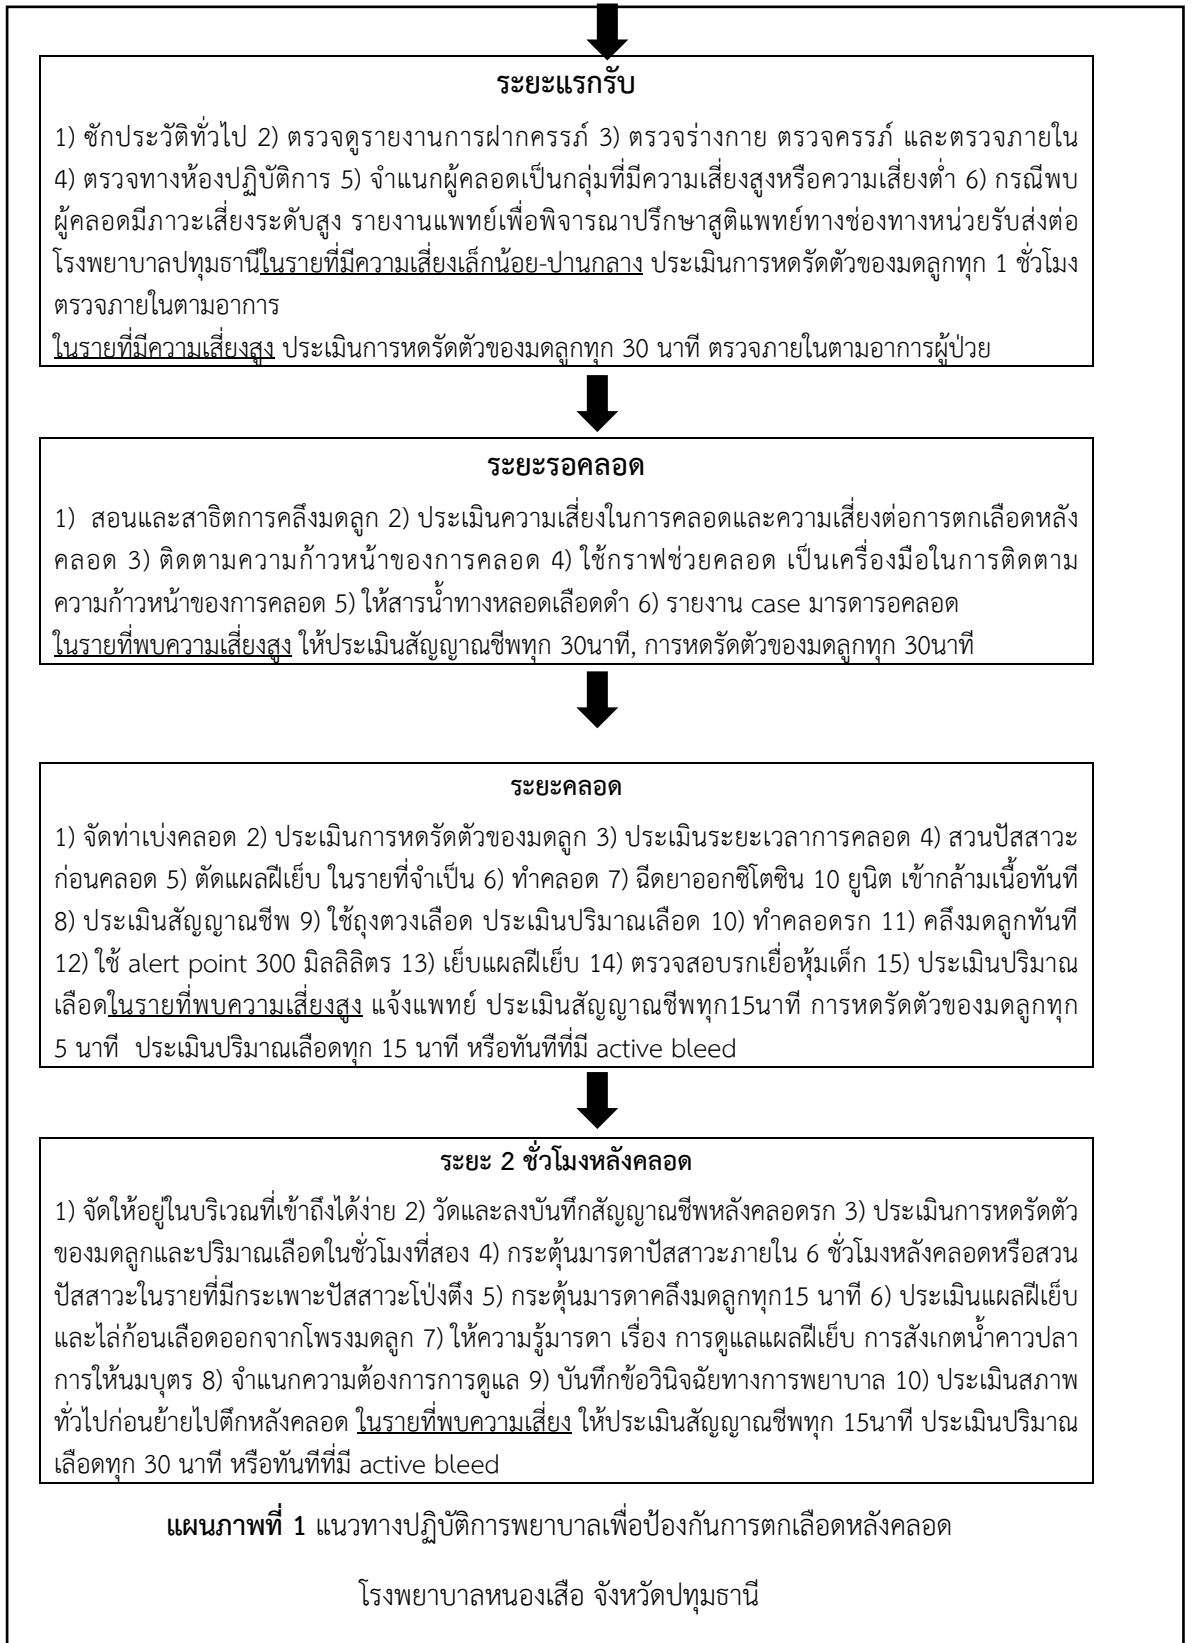 ระยะแรกรับ
1) ซักประวัติทั่วไป 2) ตรวจดูรายงานการฝากครรภ์ 3) ตรวจร่างกาย ตรวจครรภ์ และตรวจภายใน
4) ตรวจทางห้องปฏิบัติการ 5) จำแนกผู้คลอดเป็นกลุ่มที่มีความเสี่ยงสูงหรือความเสี่ยงต่ำ 6) กรณีพบ
ผู้คลอดมีภาวะเสี่ยงระดับสูง รายงานแพทย์เพื่อพิจารณาปรึกษาสูติแพทย์ทางช่องทางหน่วยรับส่งต่อ
โรงพยาบาลปทุมธานีในรายที่มีความเสี่ยงเล็กน้อย-ปานกลาง ประเมินการหดรัดตัวของมดลูกทุก 1 ชั่วโมง
ตรวจภายในตามอาการ
ในรายที่มีความเสี่ยงสูง ประเมินการหดรัดตัวของมดลูกทุก 30 นาที ตรวจภายในตามอาการผู้ป่วย
ระยะรอคลอด
1) สอนและสาธิตการคลึงมดลูก 2) ประเมินความเสี่ยงในการคลอดและความเสี่ยงต่อการตกเลือดหลัง
คลอด 3) ติดตามความก้าวหน้าของการคลอด 4) ใช้กราฟช่วยคลอด เป็นเครื่องมือในการติดตาม
ความก้าวหน้าของการคลอด 5) ให้สารน้ำทางหลอดเลือดดำ 6) รายงาน case มารดารอคลอด
ในรายที่พบความเสี่ยงสูง ให้ประเมินสัญญาณชีพทุก 30นาที, การหดรัดตัวของมดลูกทุก 30นาที
ระยะคลอด
1) จัดท่าเบ่งคลอด 2) ประเมินการหดรัดตัวของมดลูก 3) ประเมินระยะเวลาการคลอด 4) สวนปัสสาวะ
ก่อนคลอด 5) ตัดแผลฝีเย็บ ในรายที่จำเป็น 6) ทำคลอด 7) ฉีดยาออกซิโตซิน 10 ยูนิต เข้ากล้ามเนื้อทันที
8) ประเมินสัญญาณชีพ 9) ใช้ถุงตวงเลือด ประเมินปริมาณเลือด 10) ทำคลอดรก 11) คลึงมดลูกทันที
12) ใช้ alert point 300 มิลลิลิตร 13) เย็บแผลฝีเย็บ 14) ตรวจสอบรกเยื่อหุ้มเด็ก 15) ประเมินปริมาณ
เลือดในรายที่พบความเสี่ยงสูง แจ้งแพทย์ ประเมินสัญญาณชีพทุก15นาที การหดรัดตัวของมดลูกทุก
5 นาที ประเมินปริมาณเลือดทุก 15 นาที หรือทันทีที่มี active bleed
ระยะ 2 ชั่วโมงหลังคลอด
1) จัดให้อยู่ในบริเวณที่เข้าถึงได้ง่าย 2) วัดและลงบันทึกสัญญาณชีพหลังคลอดรก 3) ประเมินการหดรัดตัว
ของมดลูกและปริมาณเลือดในชั่วโมงที่สอง 4) กระตุ้นมารดาปัสสาวะภายใน 6 ชั่วโมงหลังคลอดหรือสวน
ปัสสาวะในรายที่มีกระเพาะปัสสาวะโป่งตึง 5) กระตุ้นมารดาคลึงมดลูกทุก15 นาที 6) ประเมินแผลฝีเย็บ
และไล่ก้อนเลือดออกจากโพรงมดลูก 7) ให้ความรู้มารดา เรื่อง การดูแลแผลฝีเย็บ การสังเกตน้ำคาวปลา
การให้นมบุตร 8) จำแนกความต้องการการดูแล 9) บันทึกข้อวินิจฉัยทางการพยาบาล 10) ประเมินสภาพ
ทั่วไปก่อนย้ายไปตึกหลังคลอด ในรายที่พบความเสี่ยง ให้ประเมินสัญญาณชีพทุก 15นาที ประเมินปริมาณ
เลือดทุก 30 นาที หรือทันทีที่มี active bleed
แผนภาพที่ 1 แนวทางปฏิบัติการพยาบาลเพื่อป้องกันการตกเลือดหลังคลอด
โรงพยาบาลหนองเสือ จังหวัดปทุมธานี